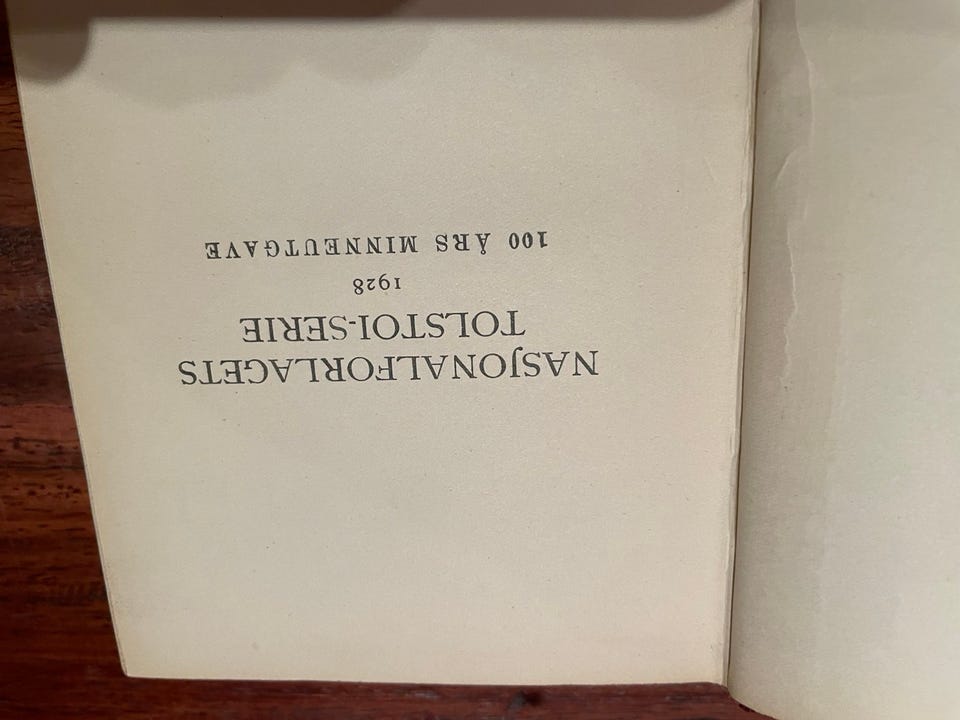 NASJONALFORLAGETS
TOLSTOI-SERIE
1928
100 ÅRS MINNEUTGAVE